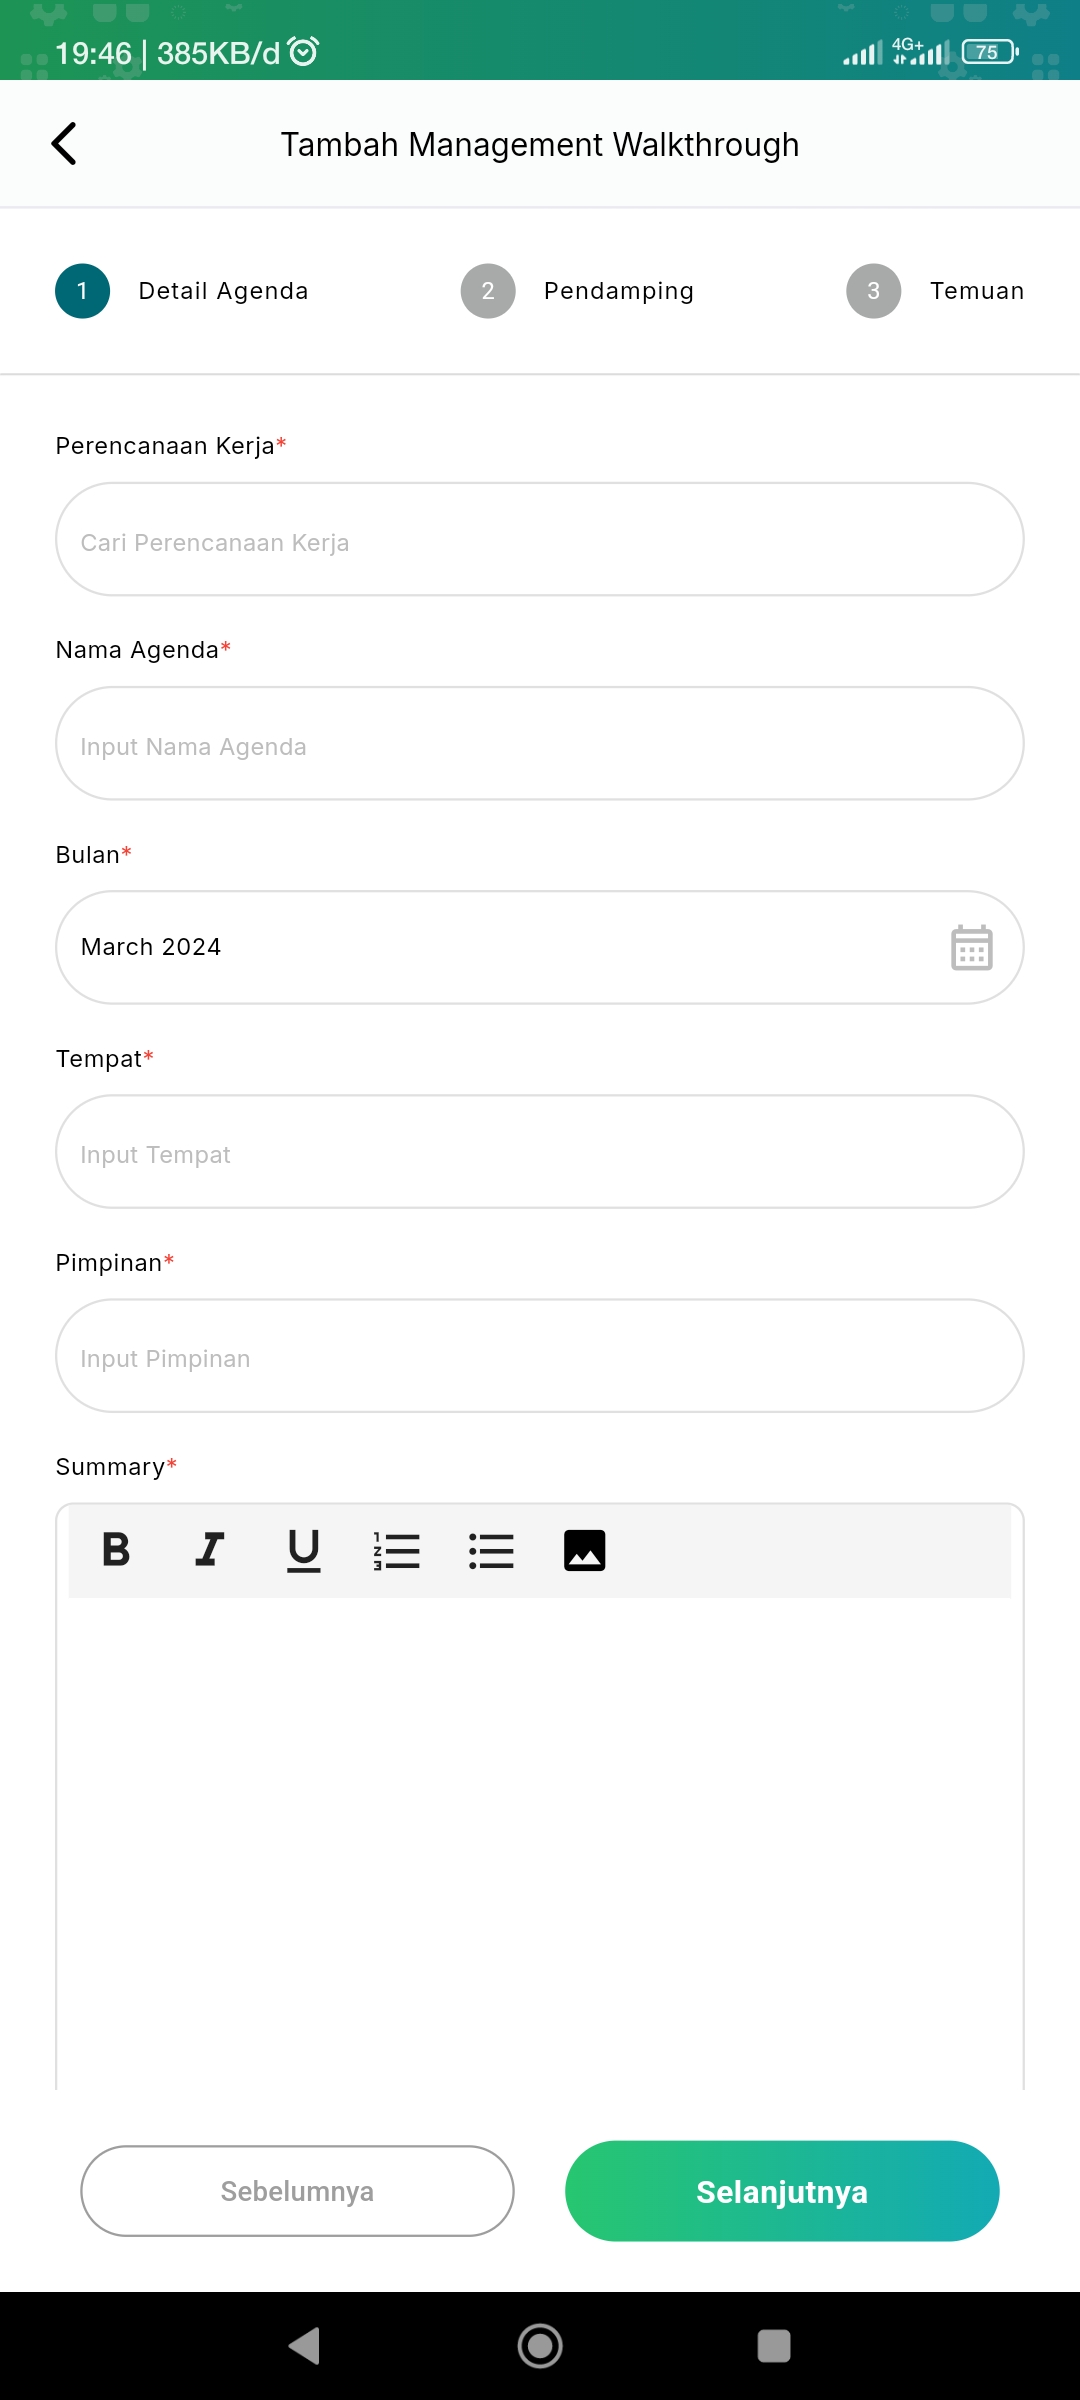 19:46 | 385KB/d 4G+ 75
Tambah Management Walkthrough
1 Detail Agenda 2 Pendamping 3 Temuan
Perencanaan Kerja*
Cari Perencanaan Kerja
Nama Agenda*
Input Nama Agenda
Bulan*
March 2024
Tempat*
Input Tempat
Pimpinan*
Input Pimpinan
Summary*
B I U
Sebelumnya Selanjutnya